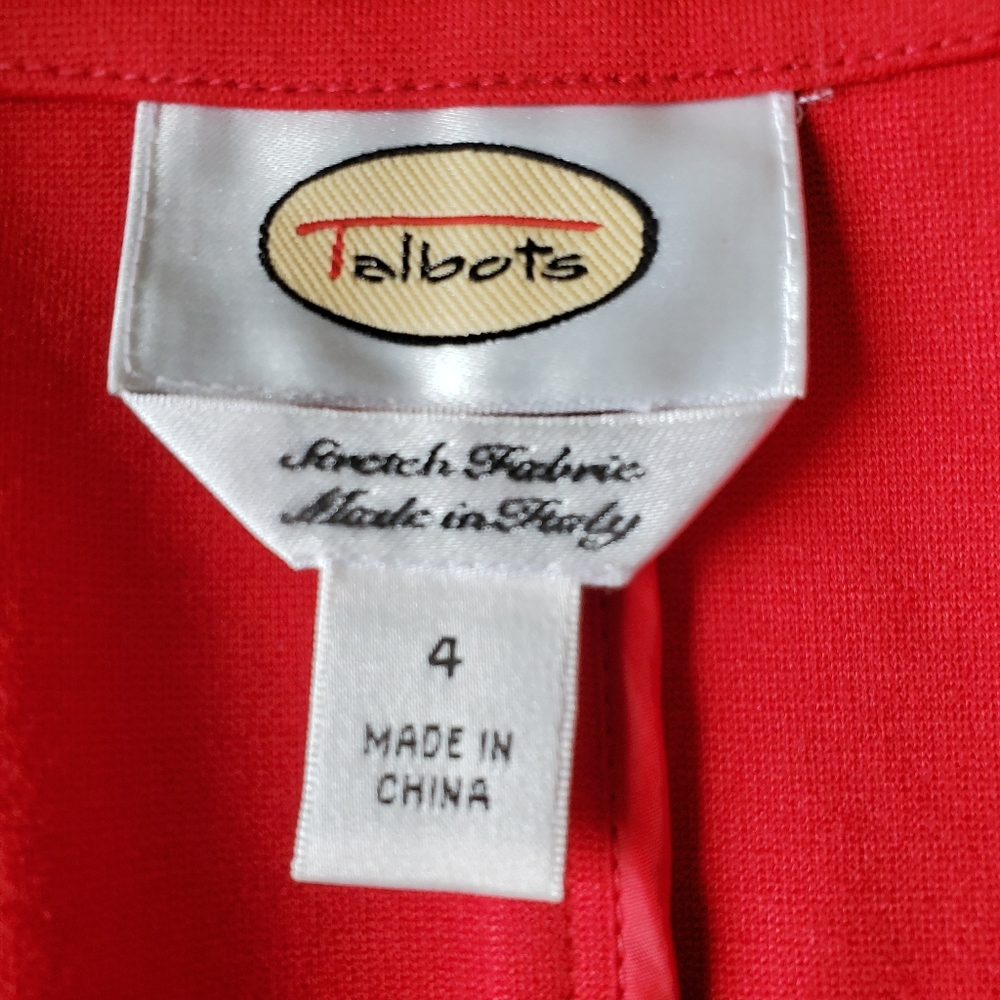 Talbots
Stretch Fabric
Made in Italy
4
MADE IN
CHINA